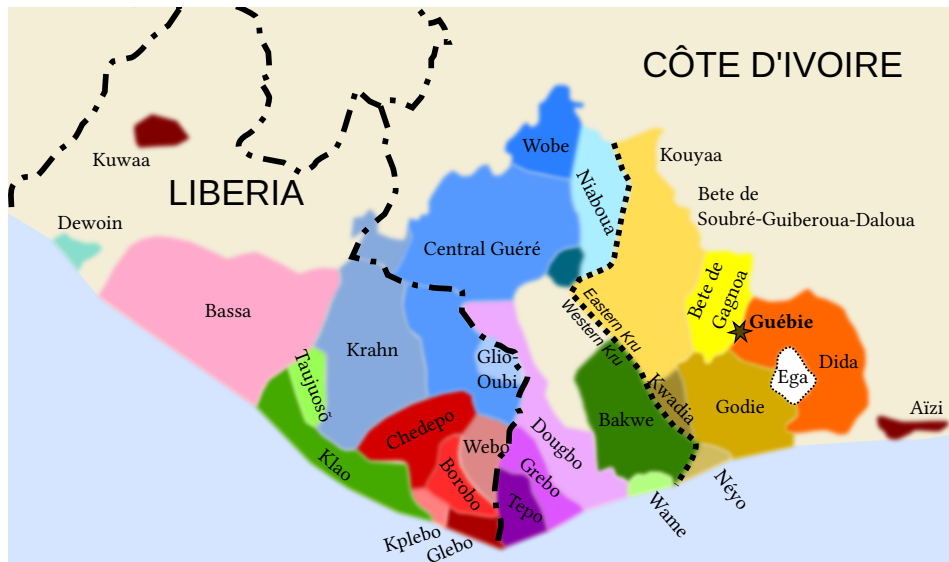 CÔTE D'IVOIRE
Wobe
Kouyaa
Kuwaa
Niaboua
LIBERIA
Bete de
Soubré-Guiberoua-Daloua
Dewoin
Central Guéré
Bete de
Gagnoa
Bassa
Eastern Kru
Western Kru
Guébie
Krahn
Glio-
Oubi
Dida
Taujuosõ
Ega
Kwadia
Godie
Aïzi
Chedepo
Bakwe
Webo
Dougbo
Klao
Borobo
Grebo
Néyo
Tepo
Wame
Kplebo
Glebo